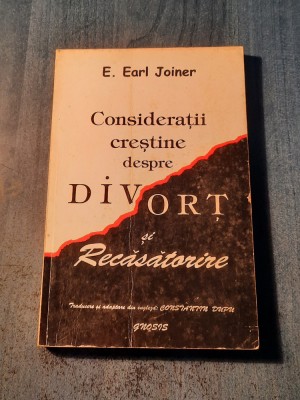 E. Earl Joiner
Considerații
creștine
despre
DIVORȚ
și
Recăsătorire
Traducere și adaptare din engleză: CONSTANTIN DUPU
GNOSIS